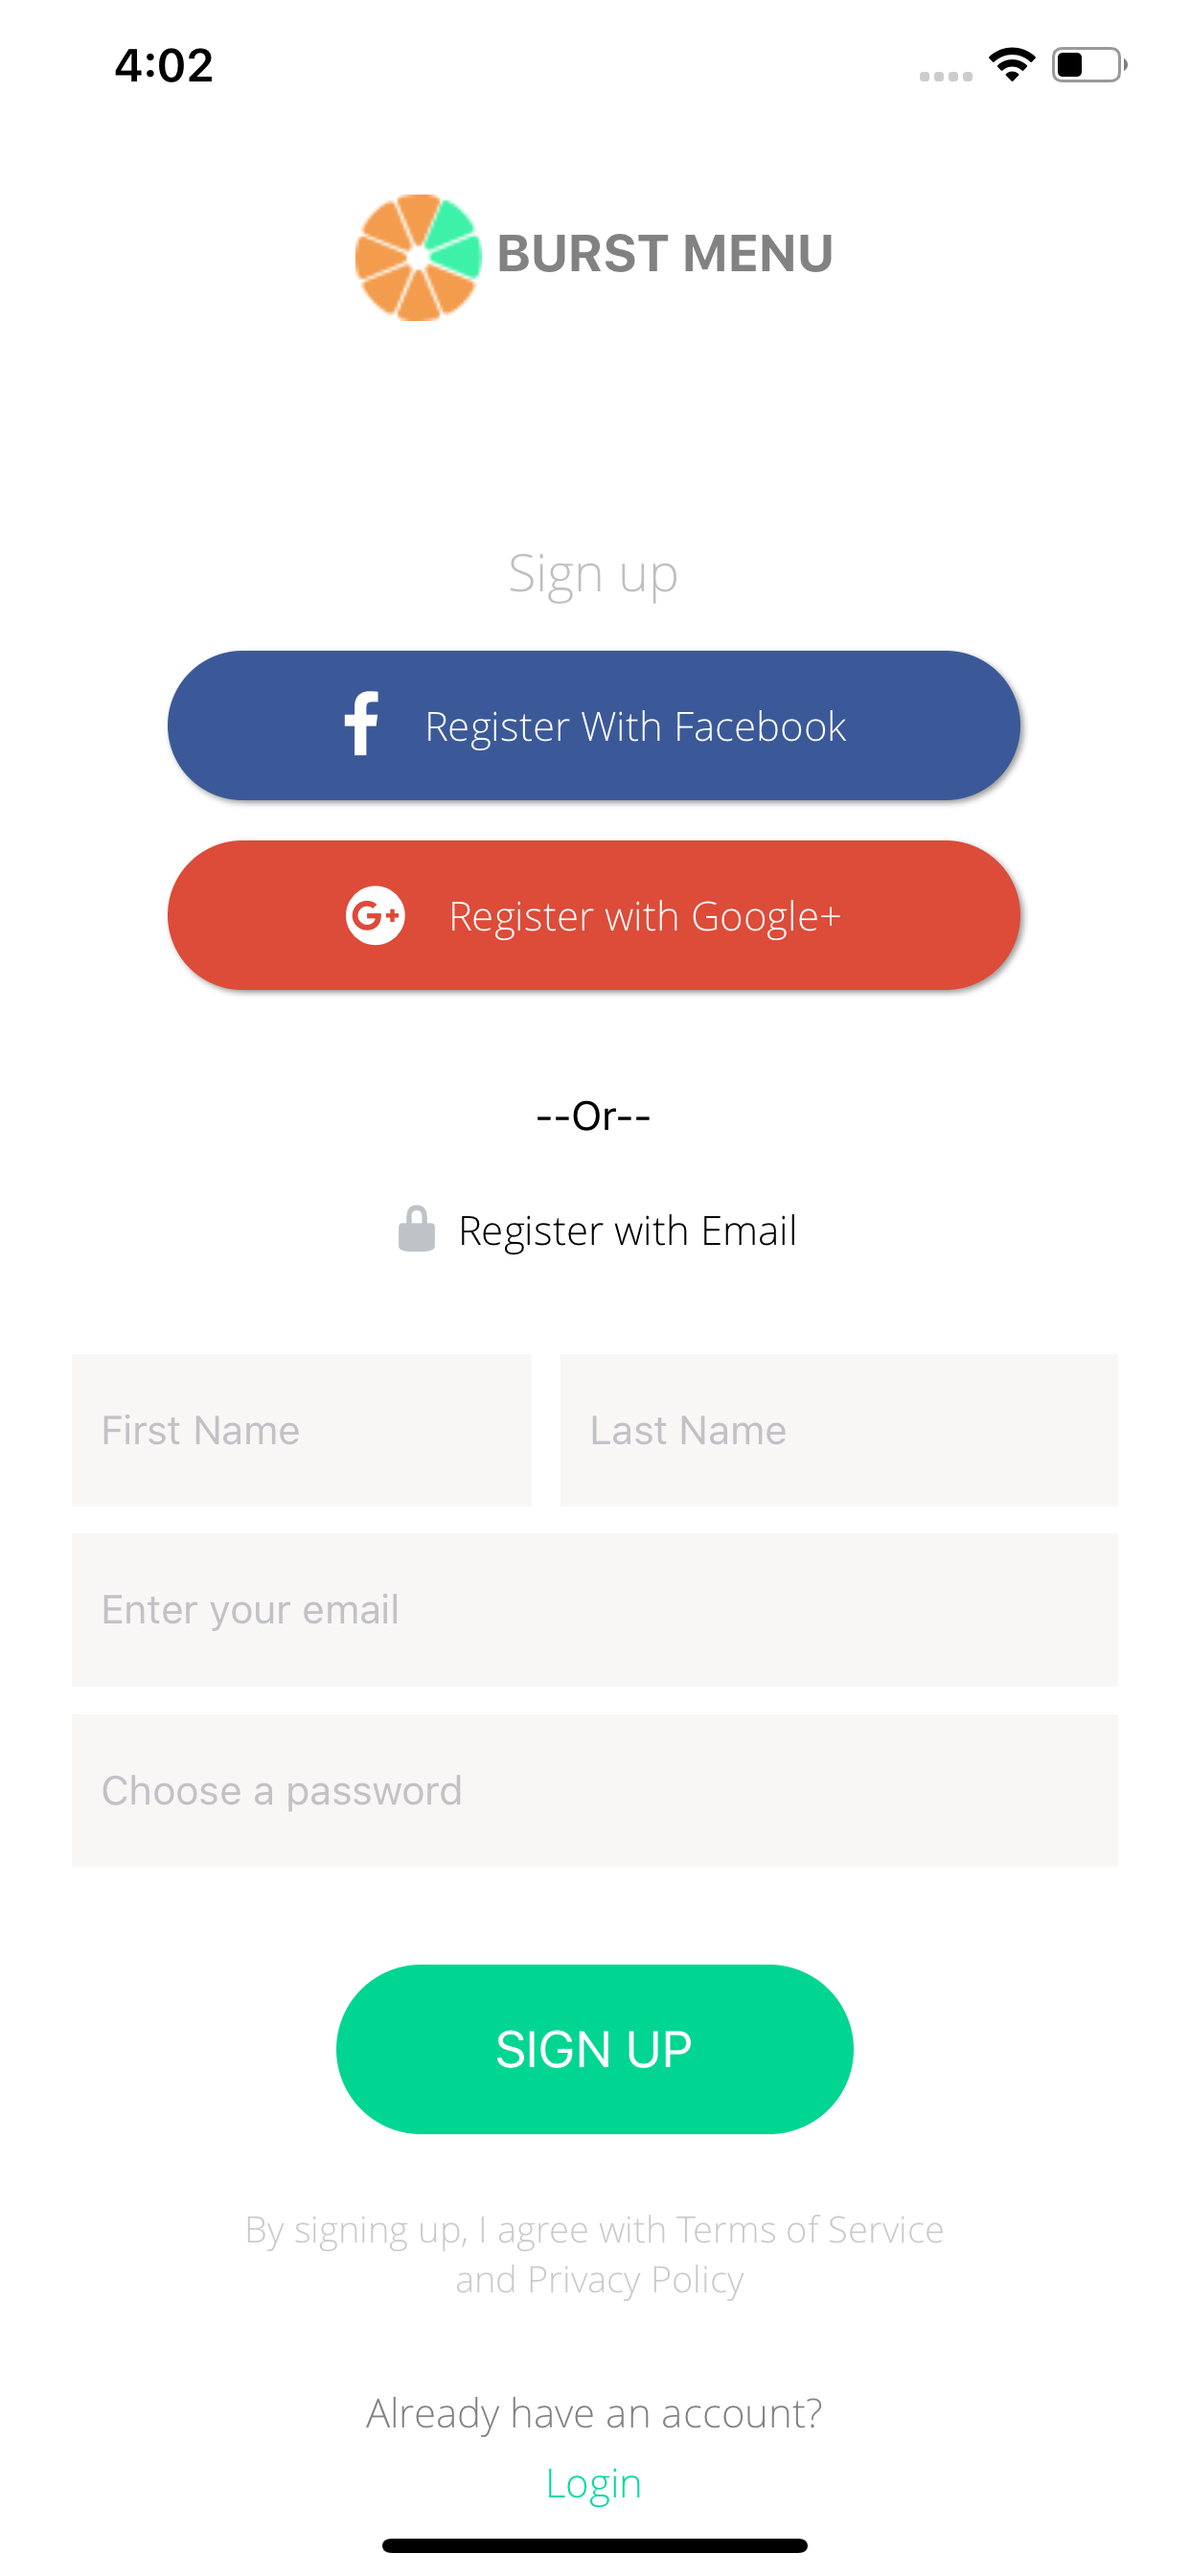 4:02
BURST MENU
Sign up
Register With Facebook
G+ Register with Google+
--Or--
Register with Email
First Name Last Name
Enter your email
Choose a password
SIGN UP
By signing up, I agree with Terms of Service
and Privacy Policy
Already have an account?
Login